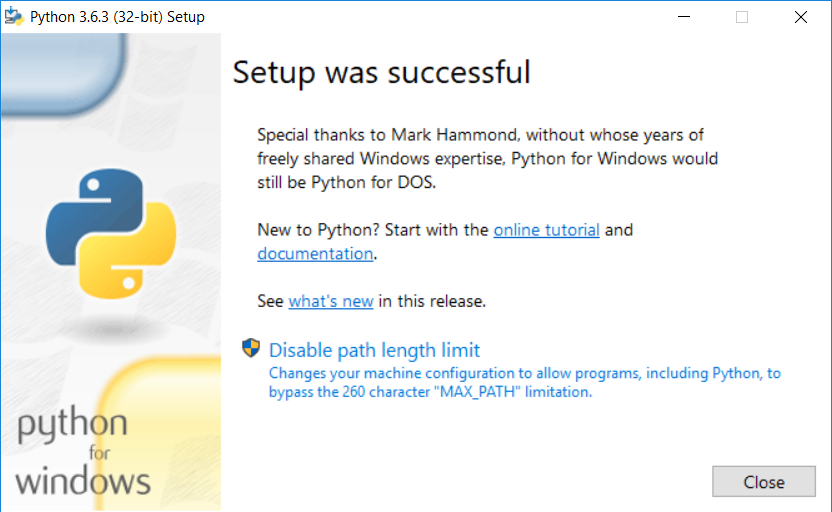 Python 3.6.3 (32-bit) Setup
Setup was successful
Special thanks to Mark Hammond, without whose years of
freely shared Windows expertise, Python for Windows would
still be Python for DOS.
New to Python? Start with the online tutorial and
documentation.
See what's new in this release.
Disable path length limit
Changes your machine configuration to allow programs, including Python, to
bypass the 260 character "MAX_PATH" limitation.
python
for
windows
Close